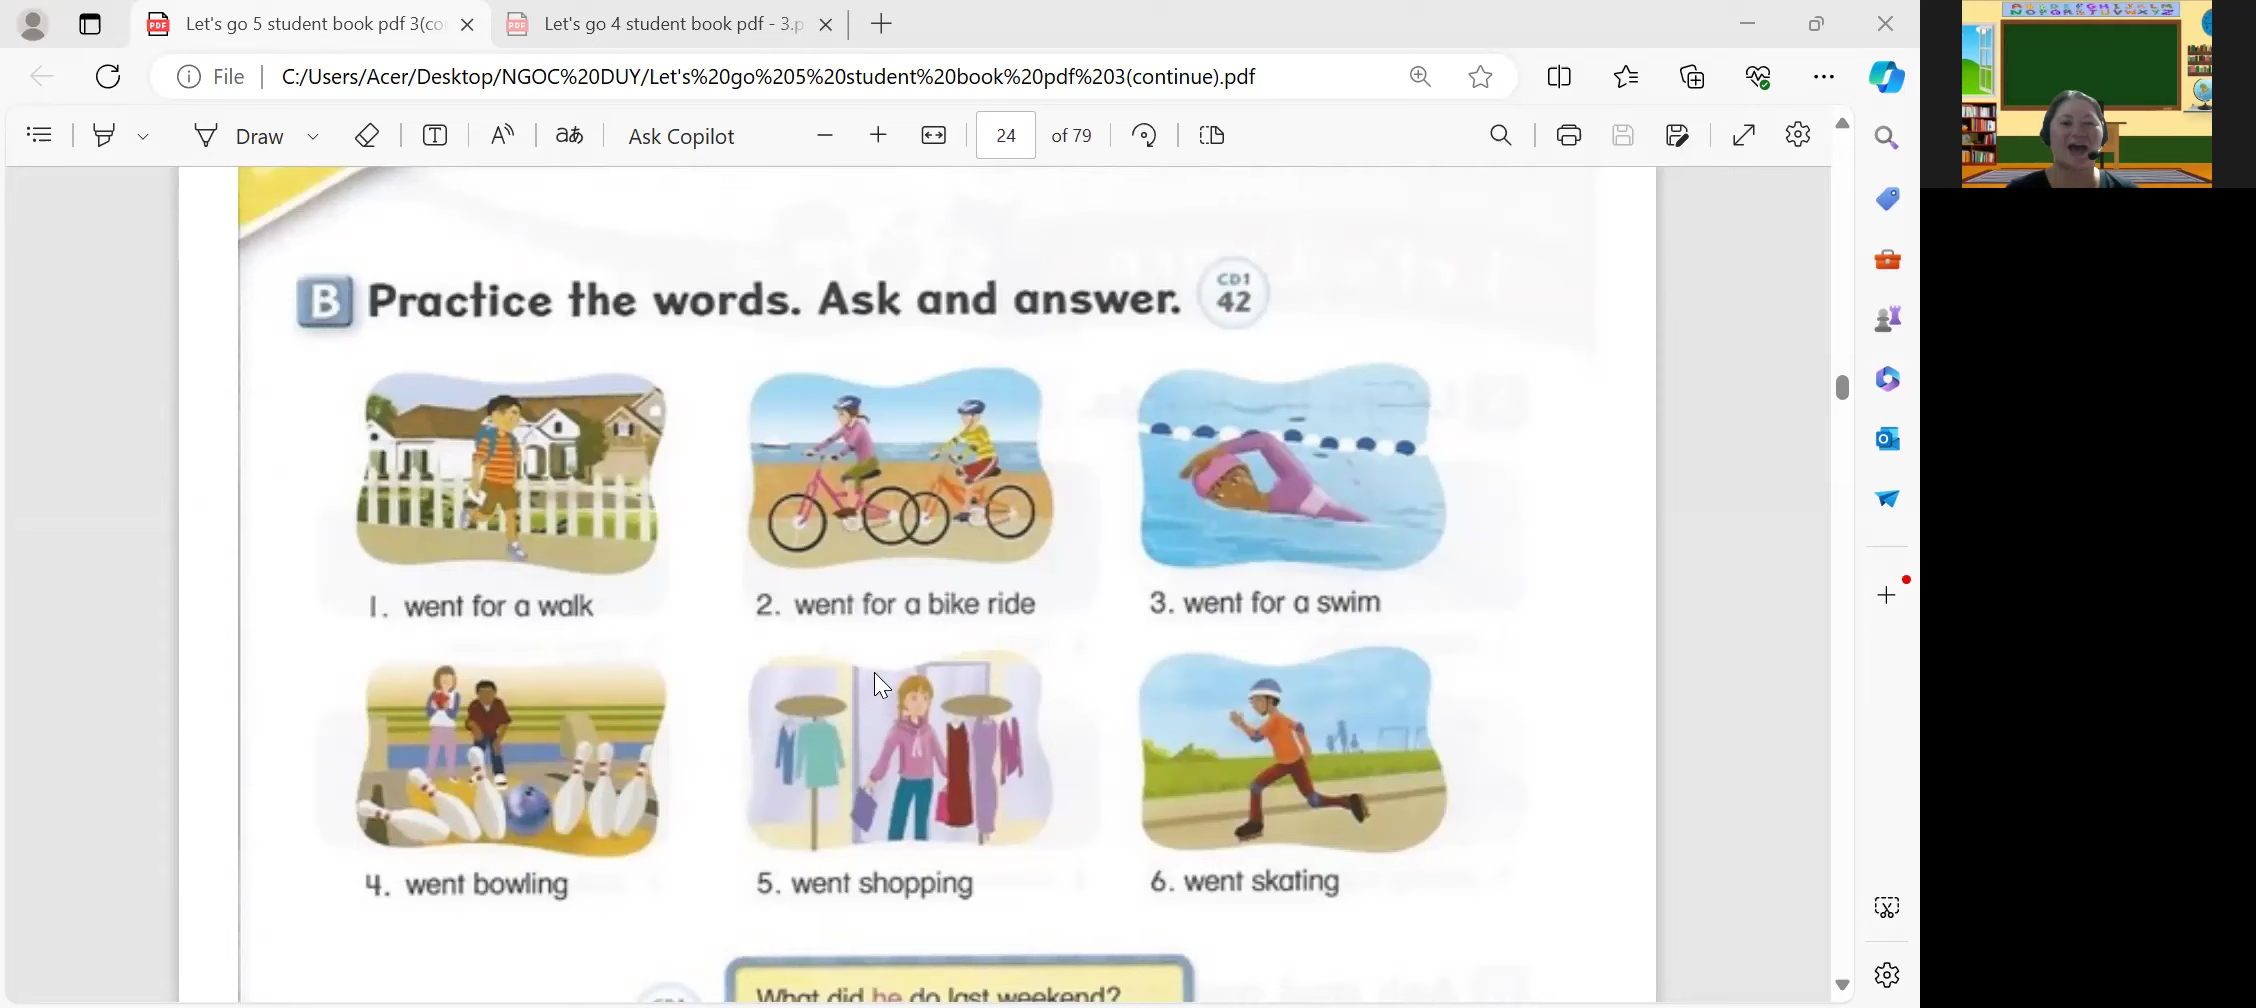 Let's go 5 student book pdf 3(co
Let's go 4 student book pdf - 3.p
File
C:/Users/Acer/Desktop/NGOC%20DUY/Let's%20go%205%20student%20book%20pdf%203(continue).pdf
Draw
Ask Copilot
24
of 79
B Practice the words. Ask and answer.
CD1
42
1. went for a walk
2. went for a bike ride
3. went for a swim
4. went bowling
5. went shopping
6. went skating
What did he do last weekend?